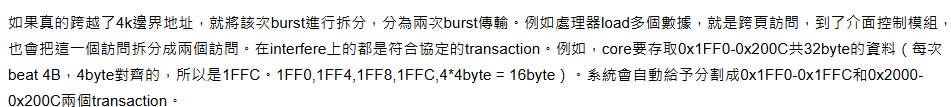 如果真的跨越了4k邊界地址，就將該次burst進行拆分，分為兩次burst傳輸。例如處理器load多個數據，就是跨頁訪問，到了介面控制模組，
也會把這一個訪問拆分成兩個訪問。在interfere上的都是符合協定的transaction。例如，core要存取0x1FF0-0x200C共32byte的資料（每次
beat 4B，4byte對齊的，所以是1FFC。1FF0,1FF4,1FF8,1FFC,4*4byte = 16byte）。系統會自動給予分割成0x1FF0-0x1FFC和0x2000-
0x200C兩個transaction。